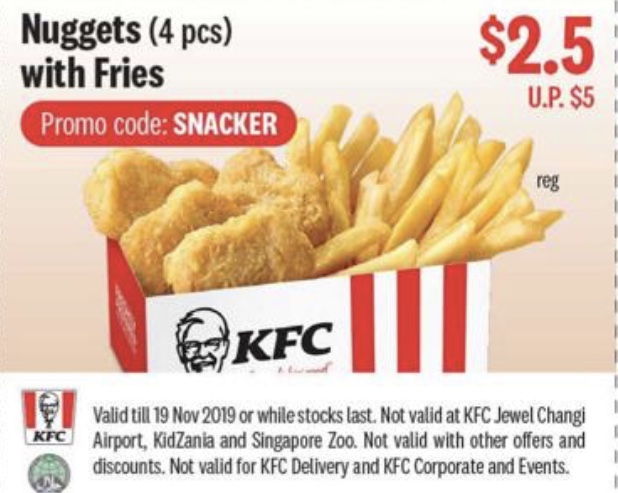 Nuggets (4 pcs)
with Fries
$2.5
U.P. $5
Promo code: SNACKER
reg
KFC
KFC
Valid till 19 Nov 2019 or while stocks last. Not valid at KFC Jewel Changi
Airport, KidZania and Singapore Zoo. Not valid with other offers and
discounts. Not valid for KFC Delivery and KFC Corporate and Events.